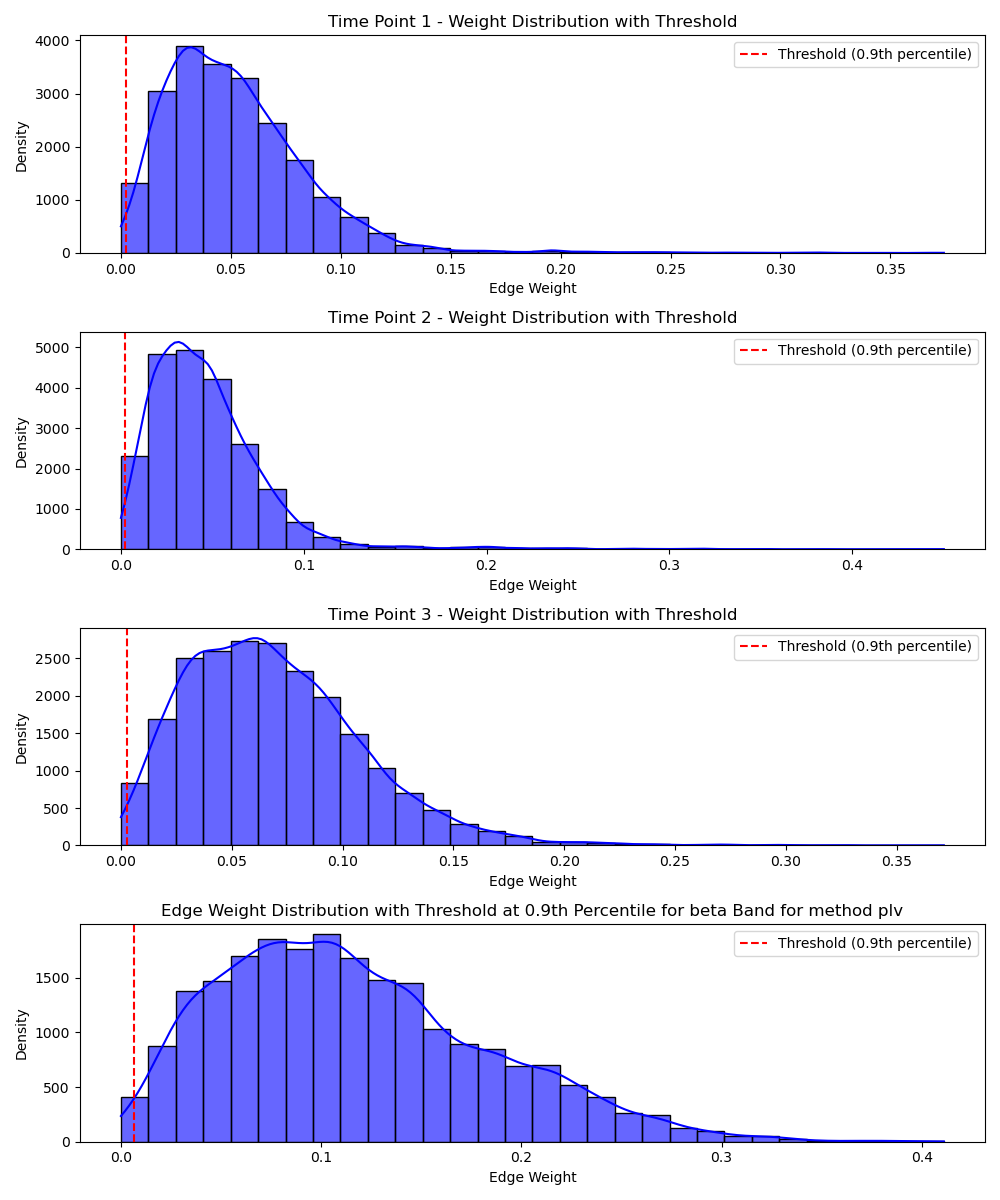 Time Point 1 - Weight Distribution with Threshold
4000
3000
2000
1000
0
Density
Threshold (0.9th percentile)
0.00 0.05 0.10 0.15 0.20 0.25 0.30 0.35
Edge Weight
Time Point 2 - Weight Distribution with Threshold
5000
4000
3000
2000
1000
0
Density
Threshold (0.9th percentile)
0.0 0.1 0.2 0.3 0.4
Edge Weight
Time Point 3 - Weight Distribution with Threshold
2500
2000
1500
1000
500
0
Density
Threshold (0.9th percentile)
0.00 0.05 0.10 0.15 0.20 0.25 0.30 0.35
Edge Weight
Edge Weight Distribution with Threshold at 0.9th Percentile for beta Band for method plv
1500
1000
500
0
Density
Threshold (0.9th percentile)
0.0 0.1 0.2 0.3 0.4
Edge Weight